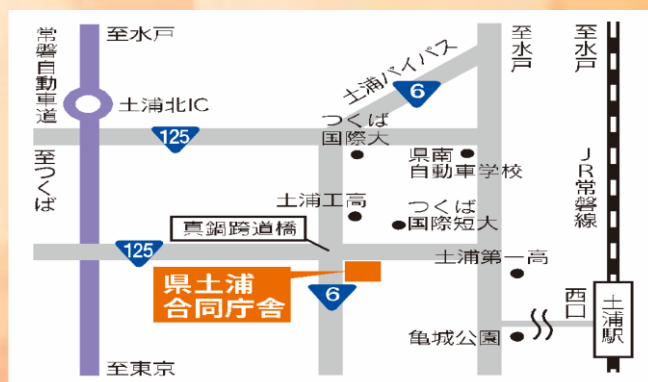 常磐自動車道
至水戸
土浦北IC
至つくば
至東京
125
125
土浦バイパス
6
つくば
国際大
県南
自動車学校
土浦工高
つくば
国際短大
真鍋跨道橋
県土浦
合同庁舎
6
土浦第一高
亀城公園
至水戸
至水戸
JR常磐線
西口
土浦駅